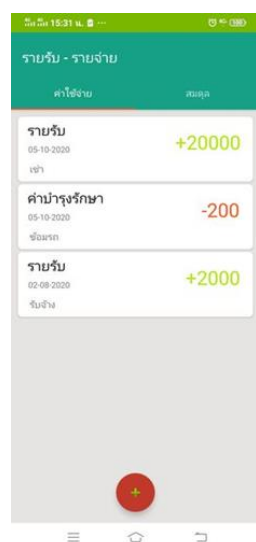 15:31 น.
รายรับ - รายจ่าย
ค่าใช้จ่าย
สมดุล
รายรับ
+20000
05-10-2020
เช่า
ค่าบำรุงรักษา
-200
05-10-2020
ซ่อมรถ
รายรับ
+2000
02-08-2020
รับจ้าง
+